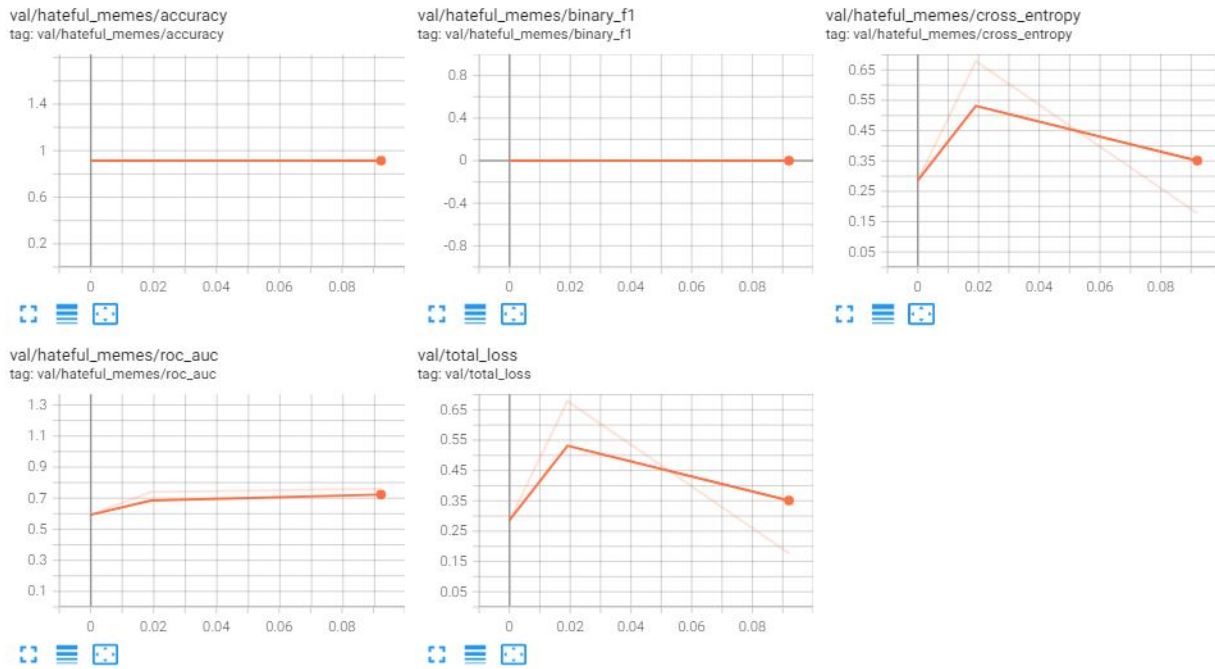 val/hateful_memes/accuracy
tag: val/hateful_memes/accuracy
1.4
1
0.6
0.2
0 0.02 0.04 0.06 0.08
val/hateful_memes/binary_f1
tag: val/hateful_memes/binary_f1
0.8
0.4
0
-0.4
-0.8
0 0.02 0.04 0.06 0.08
val/hateful_memes/cross_entropy
tag: val/hateful_memes/cross_entropy
0.65
0.55
0.45
0.35
0.25
0.15
0.05
0 0.02 0.04 0.06 0.08
val/hateful_memes/roc_auc
tag: val/hateful_memes/roc_auc
1.3
1.1
0.9
0.7
0.5
0.3
0.1
0 0.02 0.04 0.06 0.08
val/total_loss
tag: val/total_loss
0.65
0.55
0.45
0.35
0.25
0.15
0.05
0 0.02 0.04 0.06 0.08